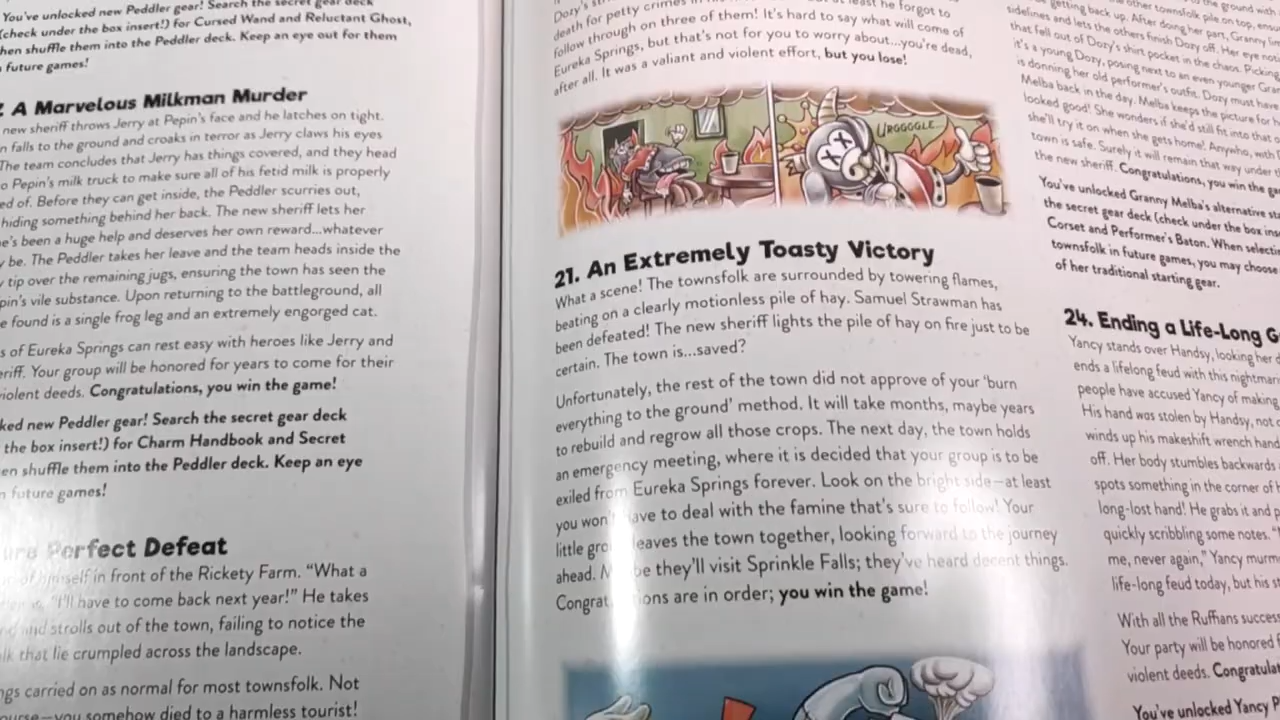 You've unlocked new Peddler gear! Search the secret gear deck
(check under the box insert!) for Cursed Wand and Reluctant Ghost,
then shuffle them into the Peddler deck. Keep an eye out for them
future games!
A Marvelous Milkman Murder
new sheriff throws Jerry at Pepin's face and he latches on tight.
falls to the ground and croaks in terror as Jerry claws his eyes
The team concludes that Jerry has things covered, and they head
o Pepin's milk truck to make sure all of his fetid milk is properly
ed of. Before they can get inside, the Peddler scurries out,
hiding something behind her back. The new sheriff lets her
e's been a huge help and deserves her own reward...whatever
y be. The Peddler takes her leave and the team heads inside the
y tip over the remaining jugs, ensuring the town has seen the
pin's vile substance. Upon returning to the battleground, all
e found is a single frog leg and an extremely engorged cat.
s of Eureka Springs can rest easy with heroes like Jerry and
eriff. Your group will be honored for years to come for their
violent deeds. Congratulations, you win the game!
ked new Peddler gear! Search the secret gear deck
the box insert!) for Charm Handbook and Secret
en shuffle them into the Peddler deck. Keep an eye
n future games!
Perfect Defeat
of himself in front of the Rickety Farm. "What a
"I'll have to come back next year!" He takes
and strolls out of the town, failing to notice the
lk that lie crumpled across the landscape.
ngs carried on as normal for most townsfolk. Not
ourse—you somehow died to a harmless tourist!
death for petty crimes in least he forgot to
follow through on three of them! It's hard to say what will come of
Eureka Springs, but that's not for you to worry about...you're dead,
after all. It was a valiant and violent effort, but you lose!
URGGGGLE...
21. An Extremely Toasty Victory
What a scene! The townsfolk are surrounded by towering flames,
beating on a clearly motionless pile of hay. Samuel Strawman has
been defeated! The new sheriff lights the pile of hay on fire just to be
certain. The town is...saved?
Unfortunately, the rest of the town did not approve of your 'burn
everything to the ground' method. It will take months, maybe years
to rebuild and regrow all those crops. The next day, the town holds
an emergency meeting, where it is decided that your group is to be
exiled from Eureka Springs forever. Look on the bright side—at least
you won't have to deal with the famine that's sure to follow! Your
little gro leaves the town together, looking forward to the journey
ahead. M be they'll visit Sprinkle Falls; they've heard decent things.
Congrat ions are in order; you win the game!
getting back up. After doing her part, Granny
sidelines and lets the others finish Dozy off. Her eye
that fell out of Dozy's shirt pocket in the chaos. Picking
it's a young Dozy, posing next to an even younger Gra
is donning her old performer's outfit. Dozy must have
Melba back in the day. Melba keeps the picture for h
looked good! She wonders if she'd still fit into that
she'll try it on when she gets home! Anywho, with
town is safe. Surely it will remain that way under
the new sheriff. Congratulations, you win the ga
You've unlocked Granny Melba's alternative st
the secret gear deck (check under the box inse
Corset and Performer's Baton. When selecti
townsfolk in future games, you may choose
of her traditional starting gear.
24. Ending a Life-Long G
Yancy stands over Handsy, looking her
ends a lifelong feud with this nightmar
people have accused Yancy of making
His hand was stolen by Handsy, not
winds up his makeshift wrench hand
off. Her body stumbles backwards
spots something in the corner of h
long-lost hand! He grabs it and p
quickly scribbling some notes. "
me, never again," Yancy murm
life-long feud today, but his s
With all the Ruffians success
Your party will be honored
violent deeds. Congratula
You've unlocked Yancy P